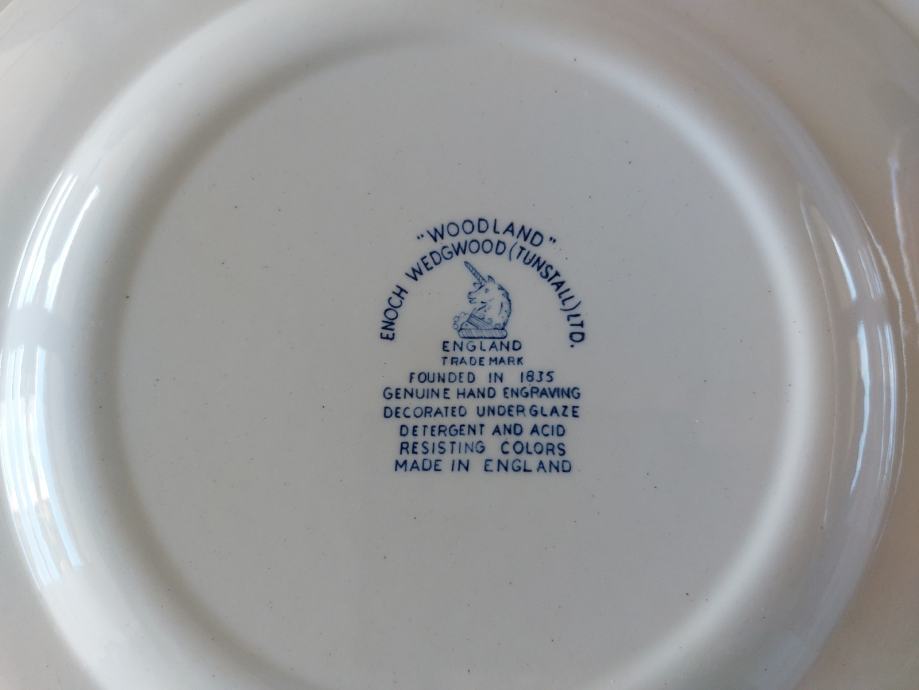 "WOODLAND"
ENOCH WEDGWOOD (TUNSTALL) LTD.
ENGLAND
TRADE MARK
FOUNDED IN 1835
GENUINE HAND ENGRAVING
DECORATED UNDERGLAZE
DETERGENT AND ACID
RESISTING COLORS
MADE IN ENGLAND